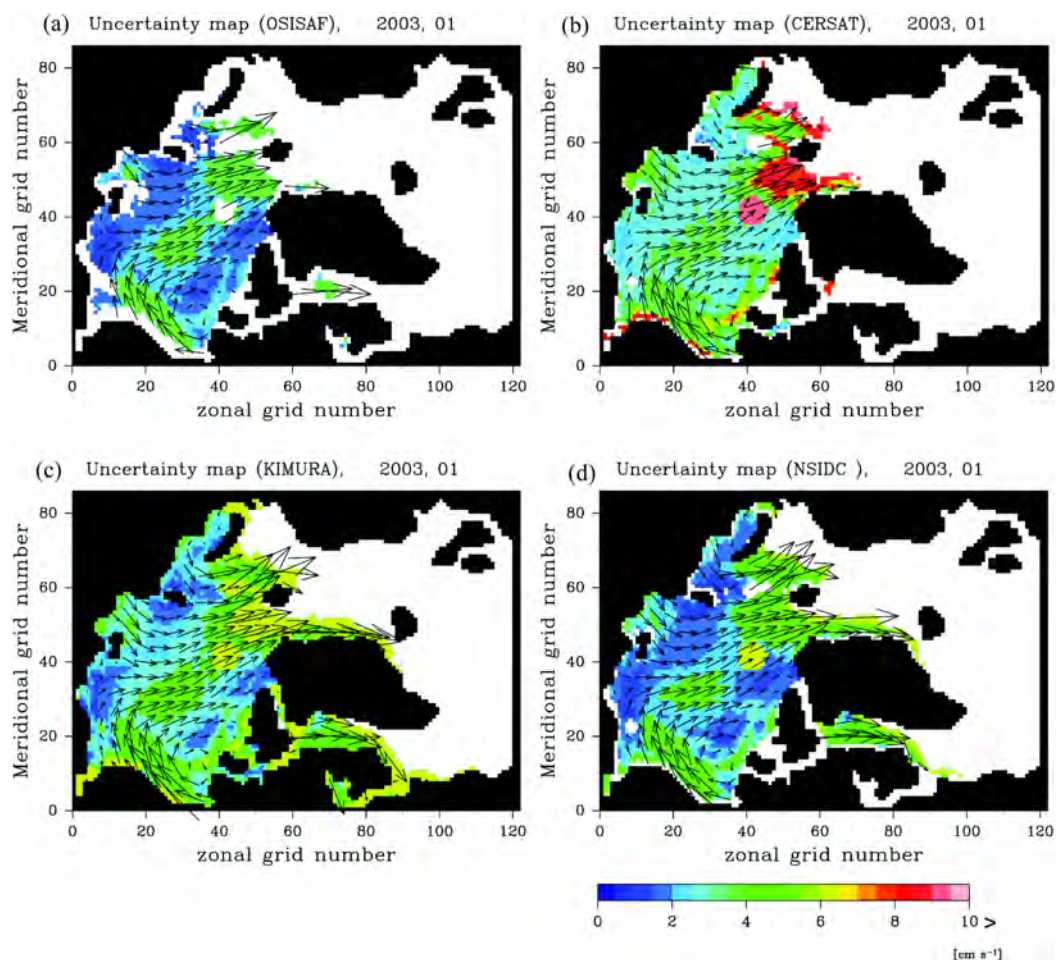 (a) Uncertainty map (OSISAF), 2003, 01
Meridional grid number
80
60
40
20
0
0 20 40 60 80 100 120
zonal grid number
(b) Uncertainty map (CERSAT), 2003, 01
Meridional grid number
80
60
40
20
0
0 20 40 60 80 100 120
zonal grid number
(c) Uncertainty map (KIMURA), 2003, 01
Meridional grid number
80
60
40
20
0
0 20 40 60 80 100 120
zonal grid number
(d) Uncertainty map (NSIDC ), 2003, 01
Meridional grid number
80
60
40
20
0
0 20 40 60 80 100 120
zonal grid number
0 2 4 6 8 10 >
[cm s⁻¹]